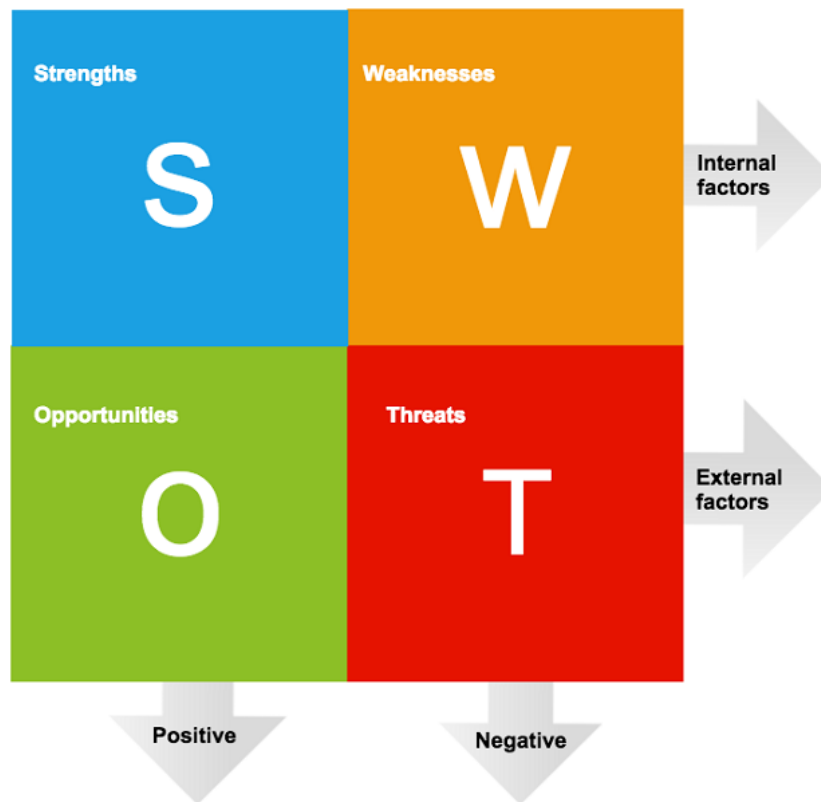 Strengths
Weaknesses
S
W
Internal
factors
Opportunities
Threats
O
T
External
factors
Positive
Negative